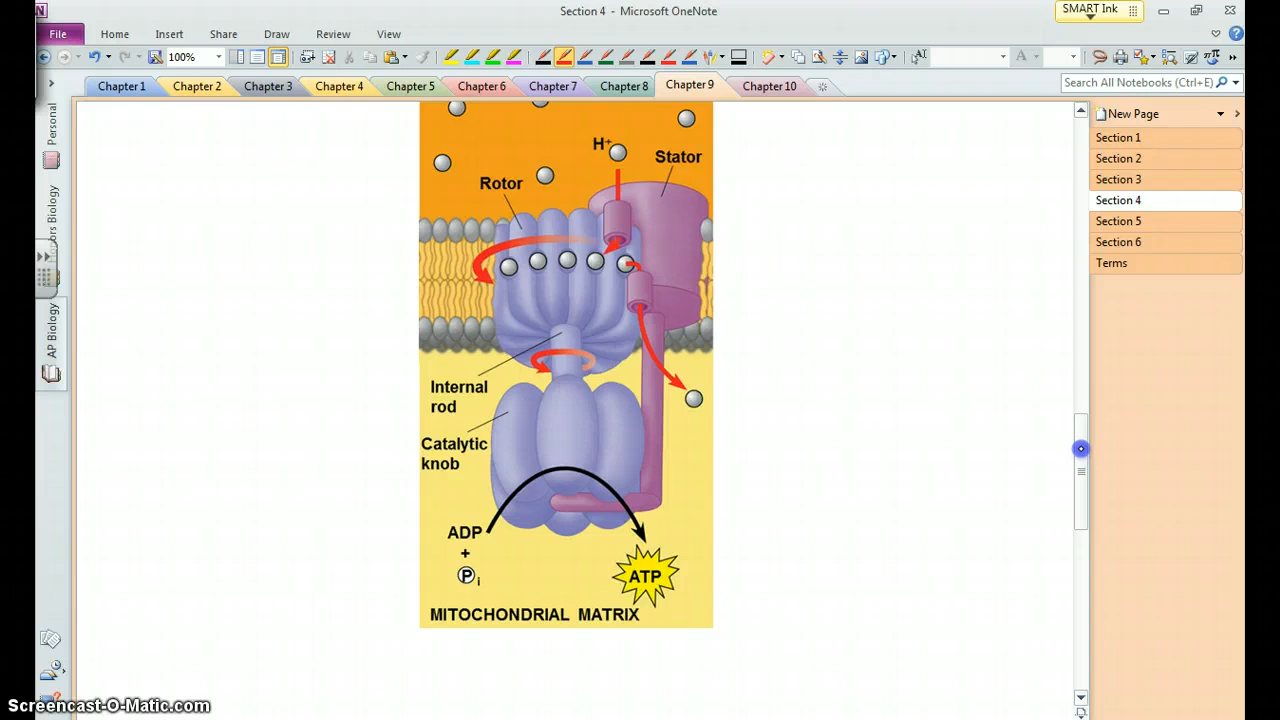 Section 4 - Microsoft OneNote
SMART Ink
File Home Insert Share Draw Review View
100%
Chapter 1 Chapter 2 Chapter 3 Chapter 4 Chapter 5 Chapter 6 Chapter 7 Chapter 8 Chapter 9 Chapter 10
Search All Notebooks (Ctrl+E)
Personal
Honors Biology
AP Biology
New Page
Section 1
Section 2
Section 3
Section 4
Section 5
Section 6
Terms
H+
Stator
Rotor
Internal
rod
Catalytic
knob
ADP
+
P i
ATP
MITOCHONDRIAL MATRIX
Screencast-O-Matic.com